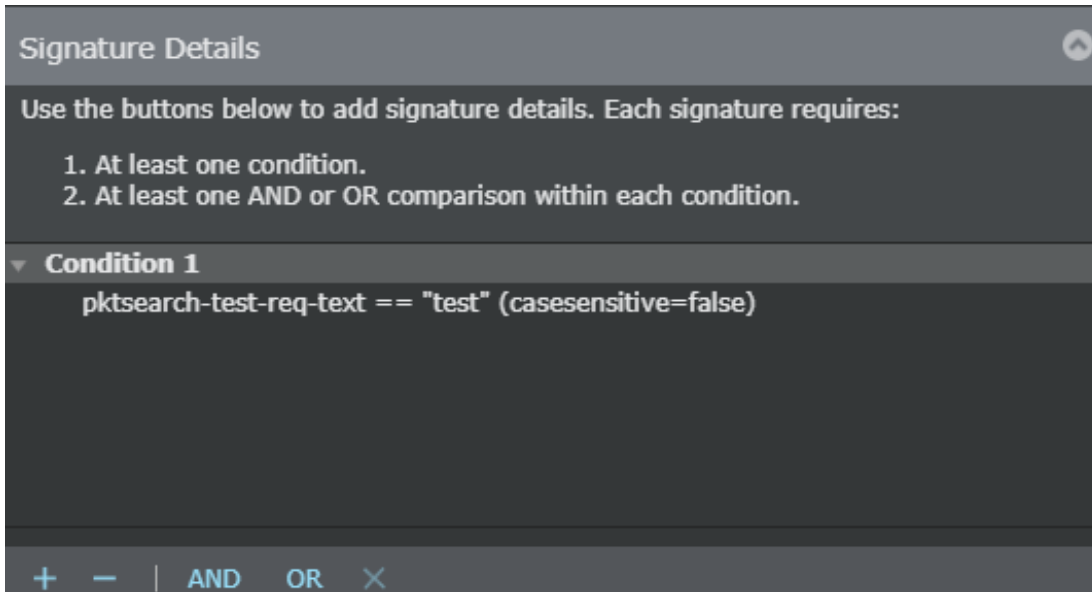 Signature Details
Use the buttons below to add signature details. Each signature requires:
1. At least one condition.
2. At least one AND or OR comparison within each condition.
Condition 1
pktsearch-test-req-text == "test" (casesensitive=false)
+ − | AND OR ×